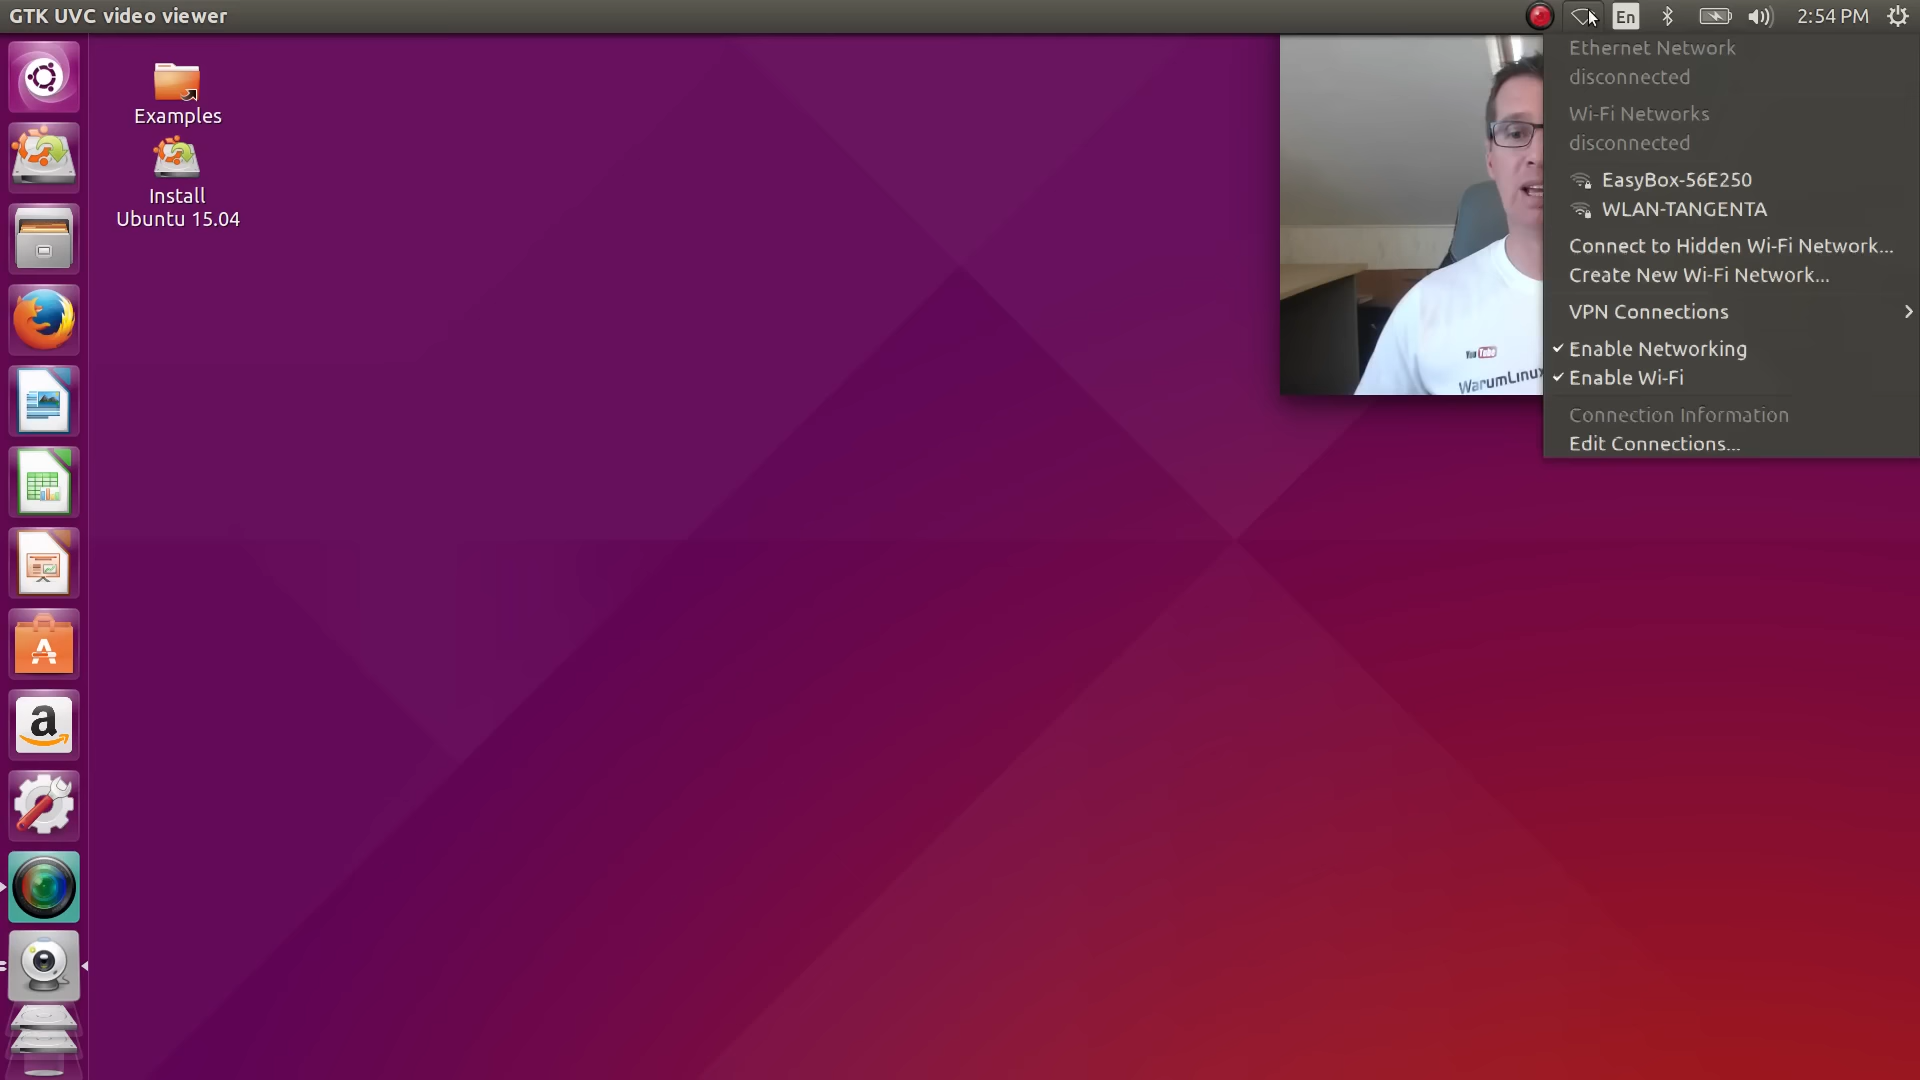 GTK UVC video viewer
En
2:54 PM
Examples
Install
Ubuntu 15.04
Ethernet Network
disconnected
Wi-Fi Networks
disconnected
EasyBox-56E250
WLAN-TANGENTA
Connect to Hidden Wi-Fi Network...
Create New Wi-Fi Network...
VPN Connections
Enable Networking
Enable Wi-Fi
Connection Information
Edit Connections...
You Tube
WarumLinux
A
a